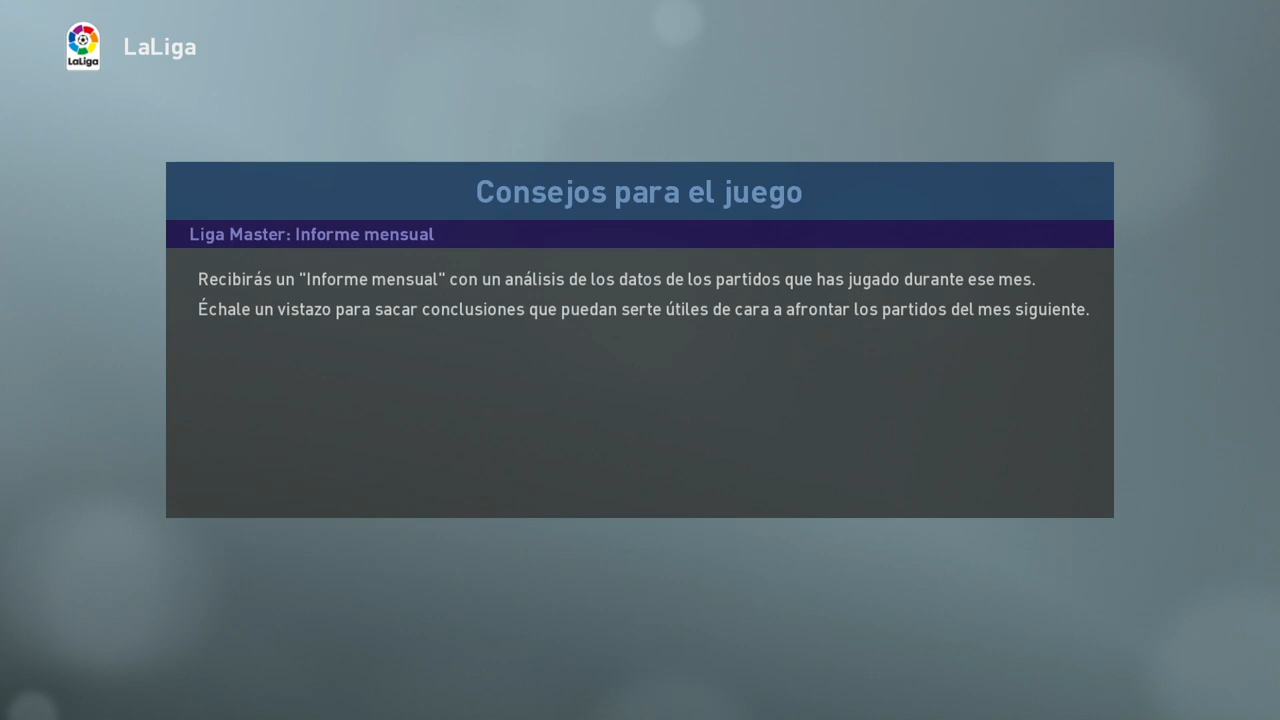 LaLiga
LaLiga
Consejos para el juego
Liga Master: Informe mensual
Recibirás un "Informe mensual" con un análisis de los datos de los partidos que has jugado durante ese mes.
Échale un vistazo para sacar conclusiones que puedan serte útiles de cara a afrontar los partidos del mes siguiente.